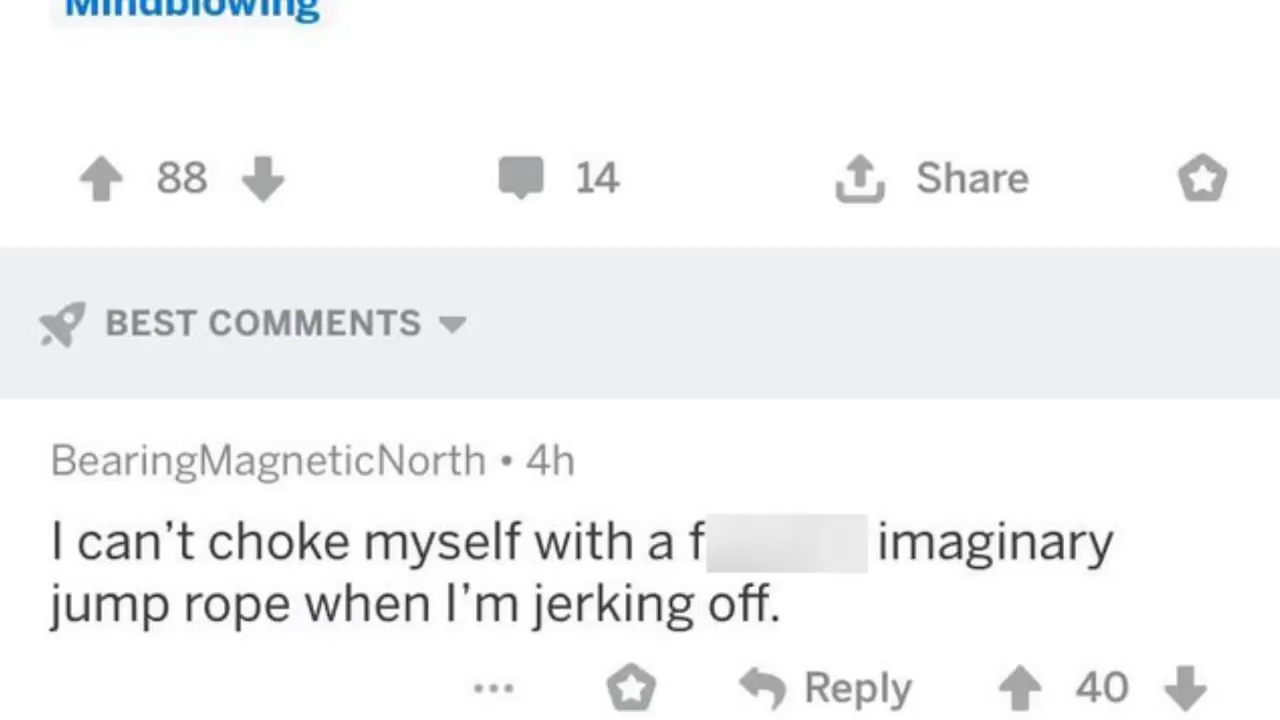 Mindblowing
88 14 Share
BEST COMMENTS
BearingMagneticNorth • 4h
I can’t choke myself with a f imaginary
jump rope when I’m jerking off.
... Reply 40